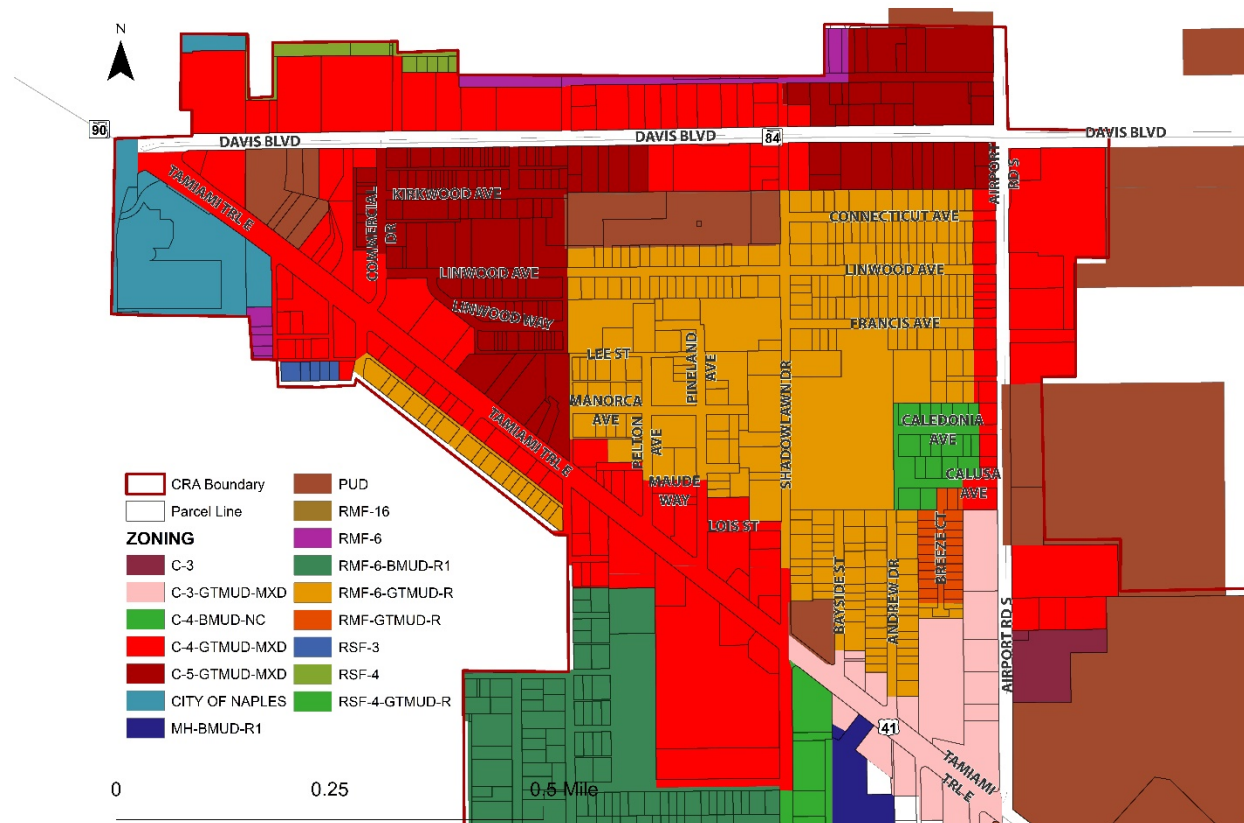 N
90
DAVIS BLVD
DAVIS BLVD
84
DAVIS BLVD
TAMIAMI TRL E
COMMERCIAL
DR
KIRKWOOD AVE
AIRPORT
RD S
CONNECTICUT AVE
LINWOOD AVE
LINWOOD AVE
LINWOOD WAY
FRANCIS AVE
LEE ST
PINELAND
AVE
SHADOWLAWN DR
MANORCA
AVE
BELTON
AVE
TAMIAMI TRL E
CALEDONIA
AVE
MAUDE
WAY
CALUSA
AVE
LOIS ST
BAYSIDE ST
ANDREW DR
BREEZE CT
AIRPORT RD S
41
TAMIAMI
TRL E
CRA Boundary
Parcel Line
ZONING
C-3
C-3-GTMUD-MXD
C-4-BMUD-NC
C-4-GTMUD-MXD
C-5-GTMUD-MXD
CITY OF NAPLES
MH-BMUD-R1
PUD
RMF-16
RMF-6
RMF-6-BMUD-R1
RMF-6-GTMUD-R
RMF-GTMUD-R
RSF-3
RSF-4
RSF-4-GTMUD-R
0
0.25
0.5 Mile